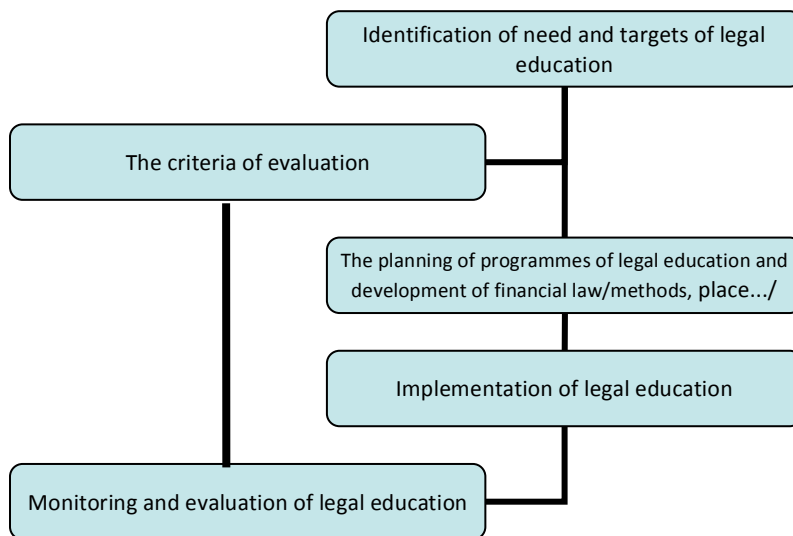 Identification of need and targets of legal
education
The criteria of evaluation
The planning of programmes of legal education and
development of financial law/methods, place.../
Implementation of legal education
Monitoring and evaluation of legal education